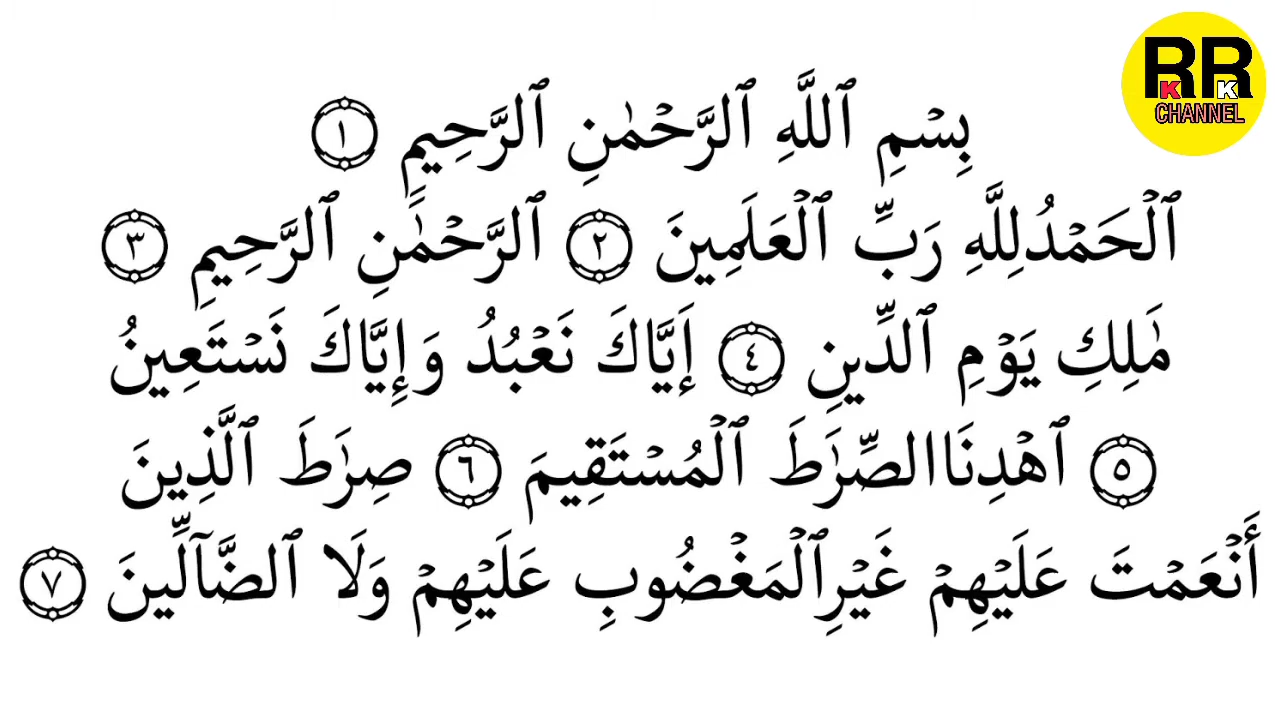 RR
K K
CHANNEL
بِسۡمِ ٱللَّهِ ٱلرَّحۡمَٰنِ ٱلرَّحِيمِ ١
ٱلۡحَمۡدُلِلَّهِ رَبِّ ٱلۡعَلَمِينَ ٢ ٱلرَّحۡمَٰنِ ٱلرَّحِيمِ ٣
مَٰلِكِ يَوۡمِ ٱلدِّينِ ٤ إَيَّاكَ نَعۡبُدُ وَإِيَّاكَ نَسۡتَعِينُ
٥ ٱهۡدِنَاالصِّرَٰطَ ٱلۡمُسۡتَقِيمَ ٦ صِرَٰطَ ٱلَّذِينَ
أَنۡعَمۡتَ عَلَيۡهِمۡ غَيۡرِٱلۡمَغۡضُوبِ عَلَيۡهِمۡ وَلَا ٱلضَّآلِّينَ ٧